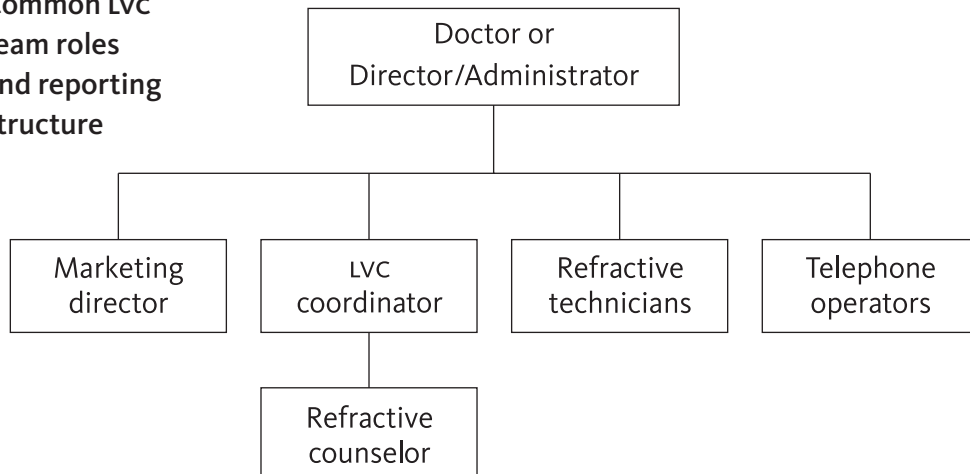 Common LVC
eam roles
nd reporting
tructure
Doctor or
Director/Administrator
Marketing
director
LVC
coordinator
Refractive
technicians
Telephone
operators
Refractive
counselor